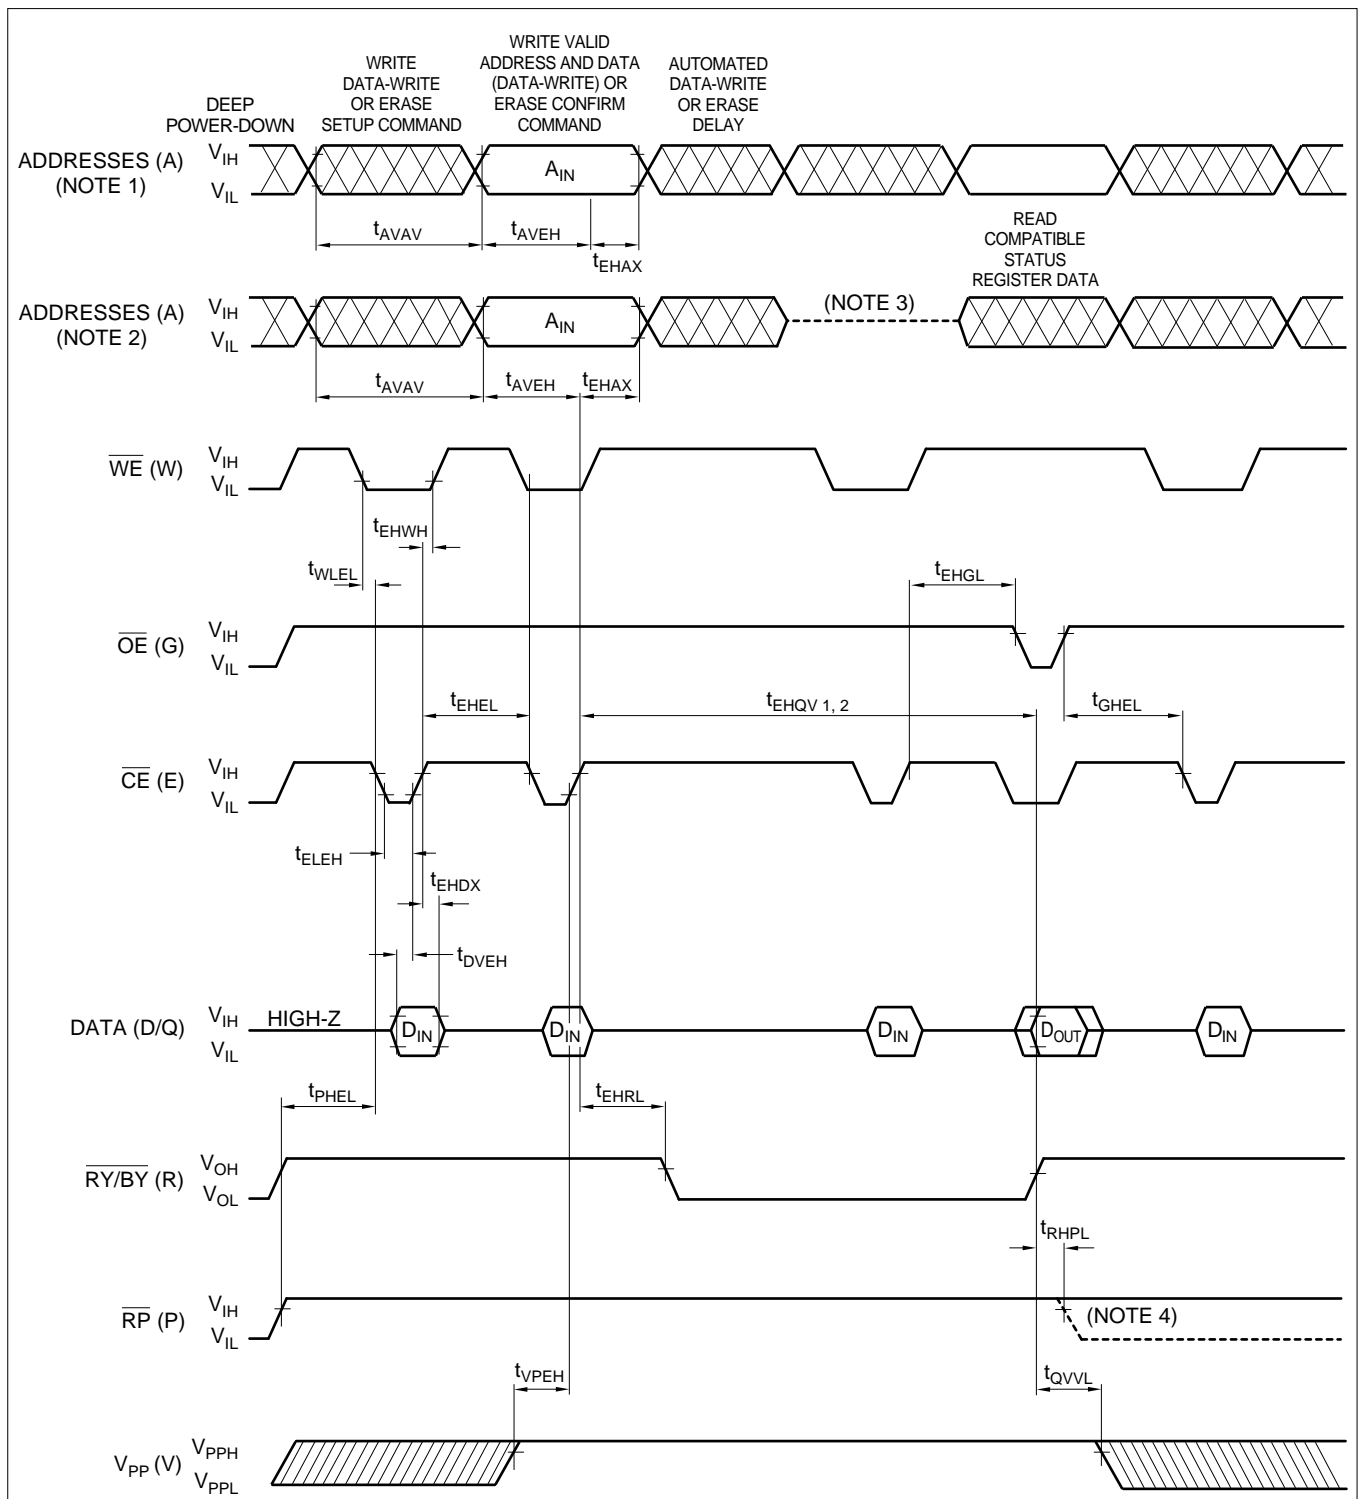 WRITE VALID
ADDRESS AND DATA
(DATA-WRITE) OR
ERASE CONFIRM
COMMAND
WRITE
DATA-WRITE
OR ERASE
SETUP COMMAND
AUTOMATED
DATA-WRITE
OR ERASE
DELAY
DEEP
POWER-DOWN
ADDRESSES (A)
(NOTE 1)
VIH
VIL
AIN
tAVAV
tAVEH
tEHAX
READ
COMPATIBLE
STATUS
REGISTER DATA
ADDRESSES (A)
(NOTE 2)
VIH
VIL
AIN
(NOTE 3)
tAVAV
tAVEH
tEHAX
WE (W)
VIH
VIL
tEHWH
tWLEL
tEHGL
OE (G)
VIH
VIL
tEHEL
tEHQV 1, 2
tGHEL
CE (E)
VIH
VIL
tELEH
tEHDX
tDVEH
DATA (D/Q)
VIH
VIL
HIGH-Z
DIN
DIN
DIN
DOUT
DIN
tPHEL
tEHRL
RY/BY (R)
VOH
VOL
tRHPL
RP (P)
VIH
VIL
(NOTE 4)
tVPEH
tQVVL
VPP (V)
VPPH
VPPL